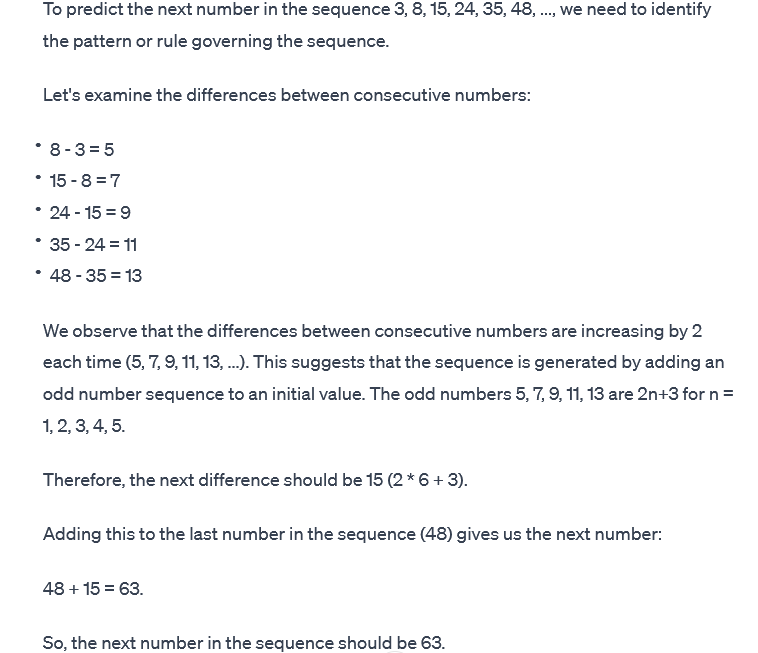 To predict the next number in the sequence 3, 8, 15, 24, 35, 48, ..., we need to identify
the pattern or rule governing the sequence.
Let's examine the differences between consecutive numbers:
• 8 - 3 = 5
• 15 - 8 = 7
• 24 - 15 = 9
• 35 - 24 = 11
• 48 - 35 = 13
We observe that the differences between consecutive numbers are increasing by 2
each time (5, 7, 9, 11, 13, ...). This suggests that the sequence is generated by adding an
odd number sequence to an initial value. The odd numbers 5, 7, 9, 11, 13 are 2n+3 for n =
1, 2, 3, 4, 5.
Therefore, the next difference should be 15 (2 * 6 + 3).
Adding this to the last number in the sequence (48) gives us the next number:
48 + 15 = 63.
So, the next number in the sequence should be 63.